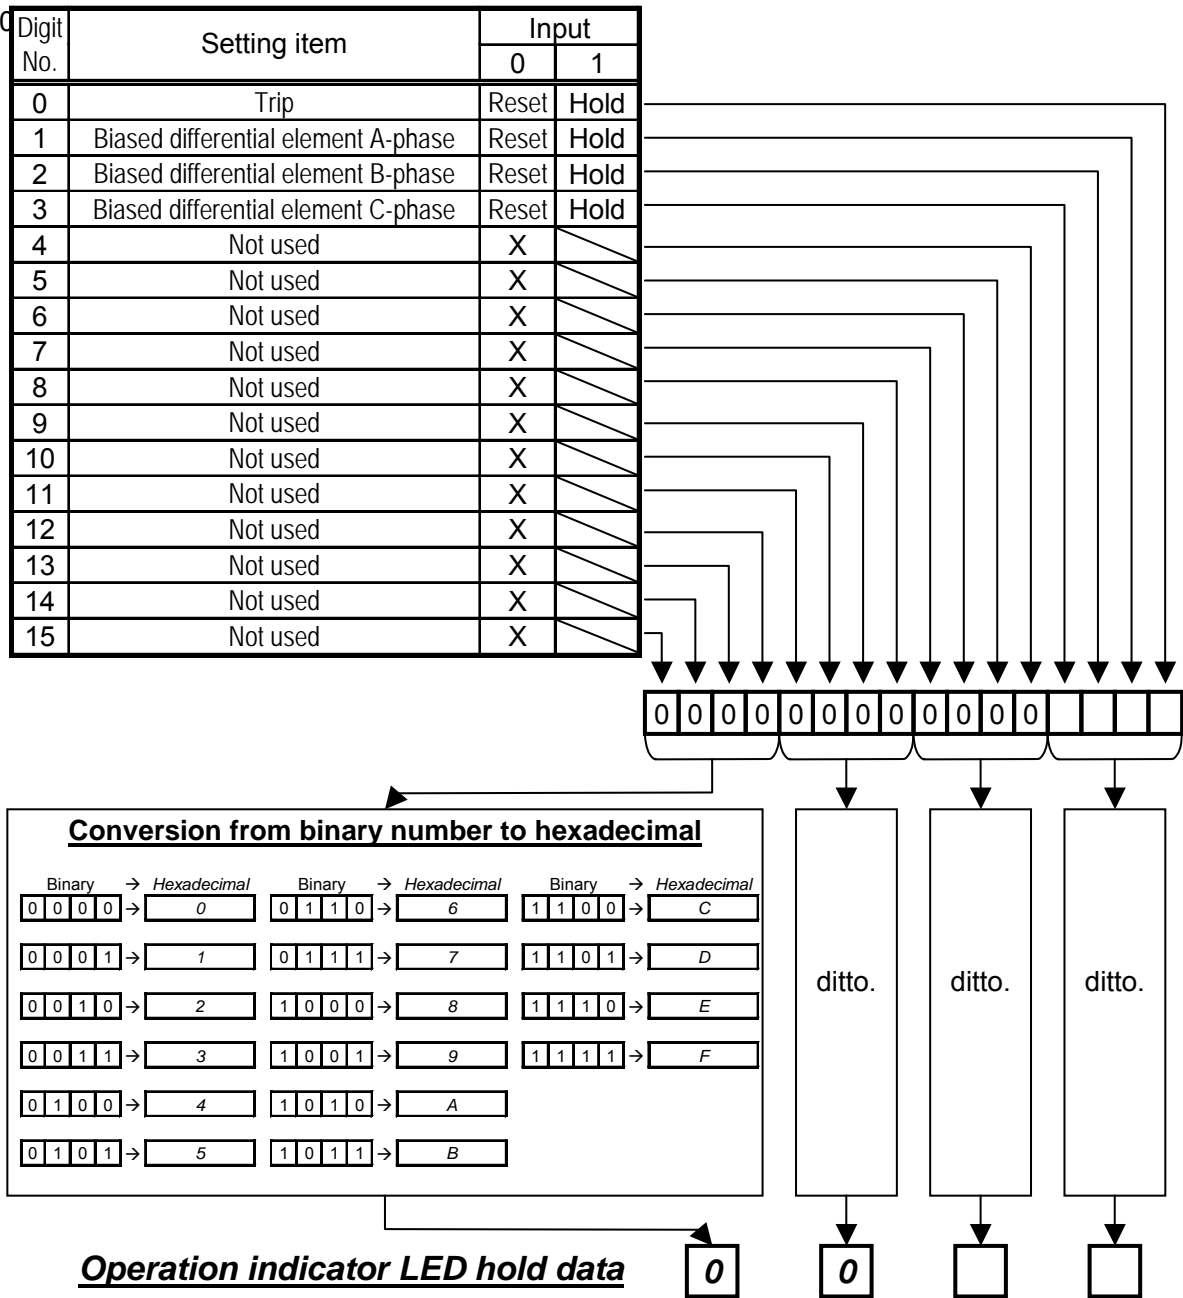 0
Digit No. Setting item Input
0 1
0 Trip Reset Hold
1 Biased differential element A-phase Reset Hold
2 Biased differential element B-phase Reset Hold
3 Biased differential element C-phase Reset Hold
4 Not used X
5 Not used X
6 Not used X
7 Not used X
8 Not used X
9 Not used X
10 Not used X
11 Not used X
12 Not used X
13 Not used X
14 Not used X
15 Not used X
0 0 0 0 0 0 0 0 0 0 0 0
Conversion from binary number to hexadecimal
Binary → Hexadecimal Binary → Hexadecimal Binary → Hexadecimal
0 0 0 0 → 0 0 1 1 0 → 6 1 1 0 0 → C
0 0 0 1 → 1 0 1 1 1 → 7 1 1 0 1 → D
0 0 1 0 → 2 1 0 0 0 → 8 1 1 1 0 → E
0 0 1 1 → 3 1 0 0 1 → 9 1 1 1 1 → F
0 1 0 0 → 4 1 0 1 0 → A
0 1 0 1 → 5 1 0 1 1 → B
ditto. ditto. ditto.
Operation indicator LED hold data 0 0